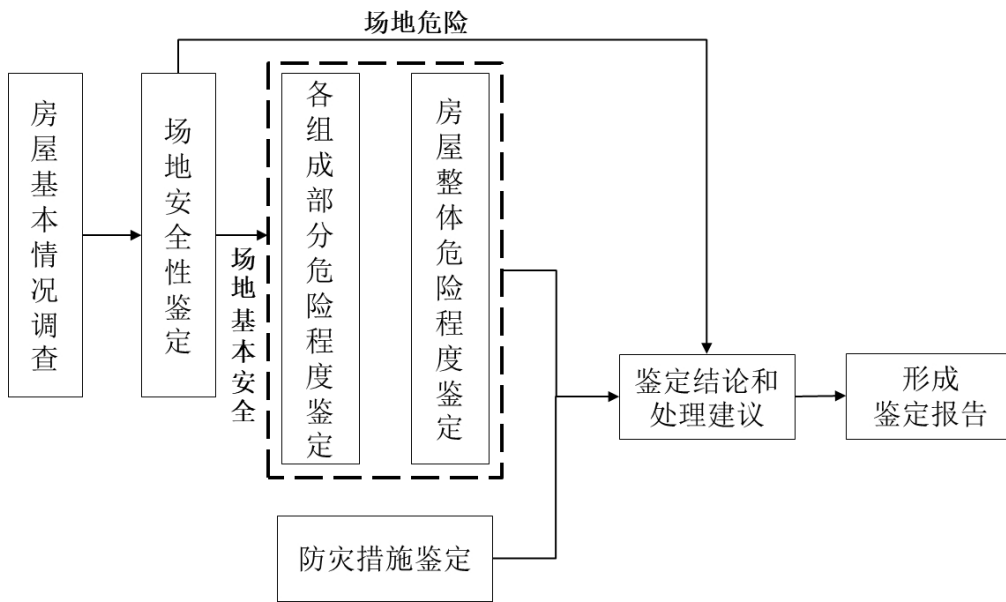 场地危险
房屋基本情况调查
场地安全性鉴定
场地基本安全
各组成部分危险程度鉴定
房屋整体危险程度鉴定
防灾措施鉴定
鉴定结论和
处理建议
形成
鉴定报告